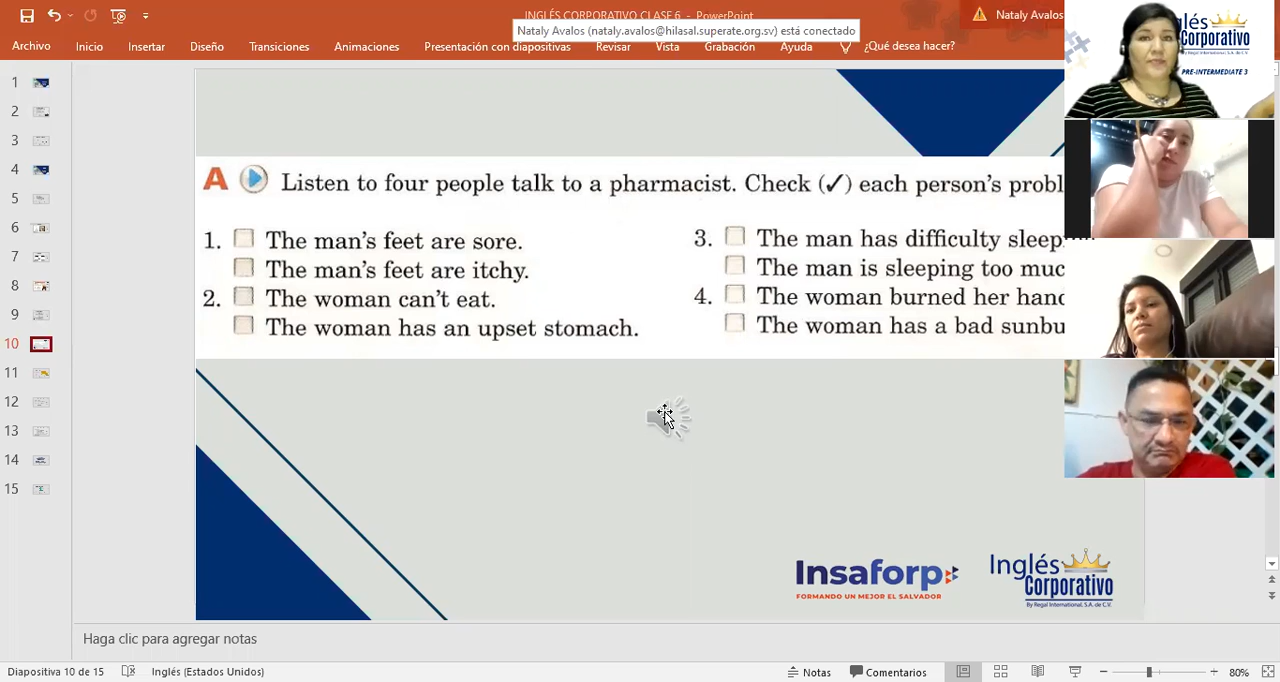 INGLÉS CORPORATIVO CLASE 6 - PowerPoint
Nataly Avalos
Nataly Avalos (nataly.avalos@hilasal.superate.org.sv) está conectado
Archivo Inicio Insertar Diseño Transiciones Animaciones Presentación con diapositivas Revisar Vista Grabación Ayuda ¿Qué desea hacer?
glés
Corporativo
By Regal International, S.A. de C.V.
PRE-INTERMEDIATE 3
1
2
3
4
5
6
7
8
9
10
11
12
13
14
15
A Listen to four people talk to a pharmacist. Check (✓) each person's probl
1. The man's feet are sore.
The man's feet are itchy.
2. The woman can't eat.
The woman has an upset stomach.
3. The man has difficulty sleep
The man is sleeping too muc
4. The woman burned her hand
The woman has a bad sunbu
Insaforp
FORMANDO UN MEJOR EL SALVADOR
Inglés
Corporativo
By Regal International, S.A. de C.V.
Haga clic para agregar notas
Diapositiva 10 de 15 Inglés (Estados Unidos) Notas Comentarios 80%